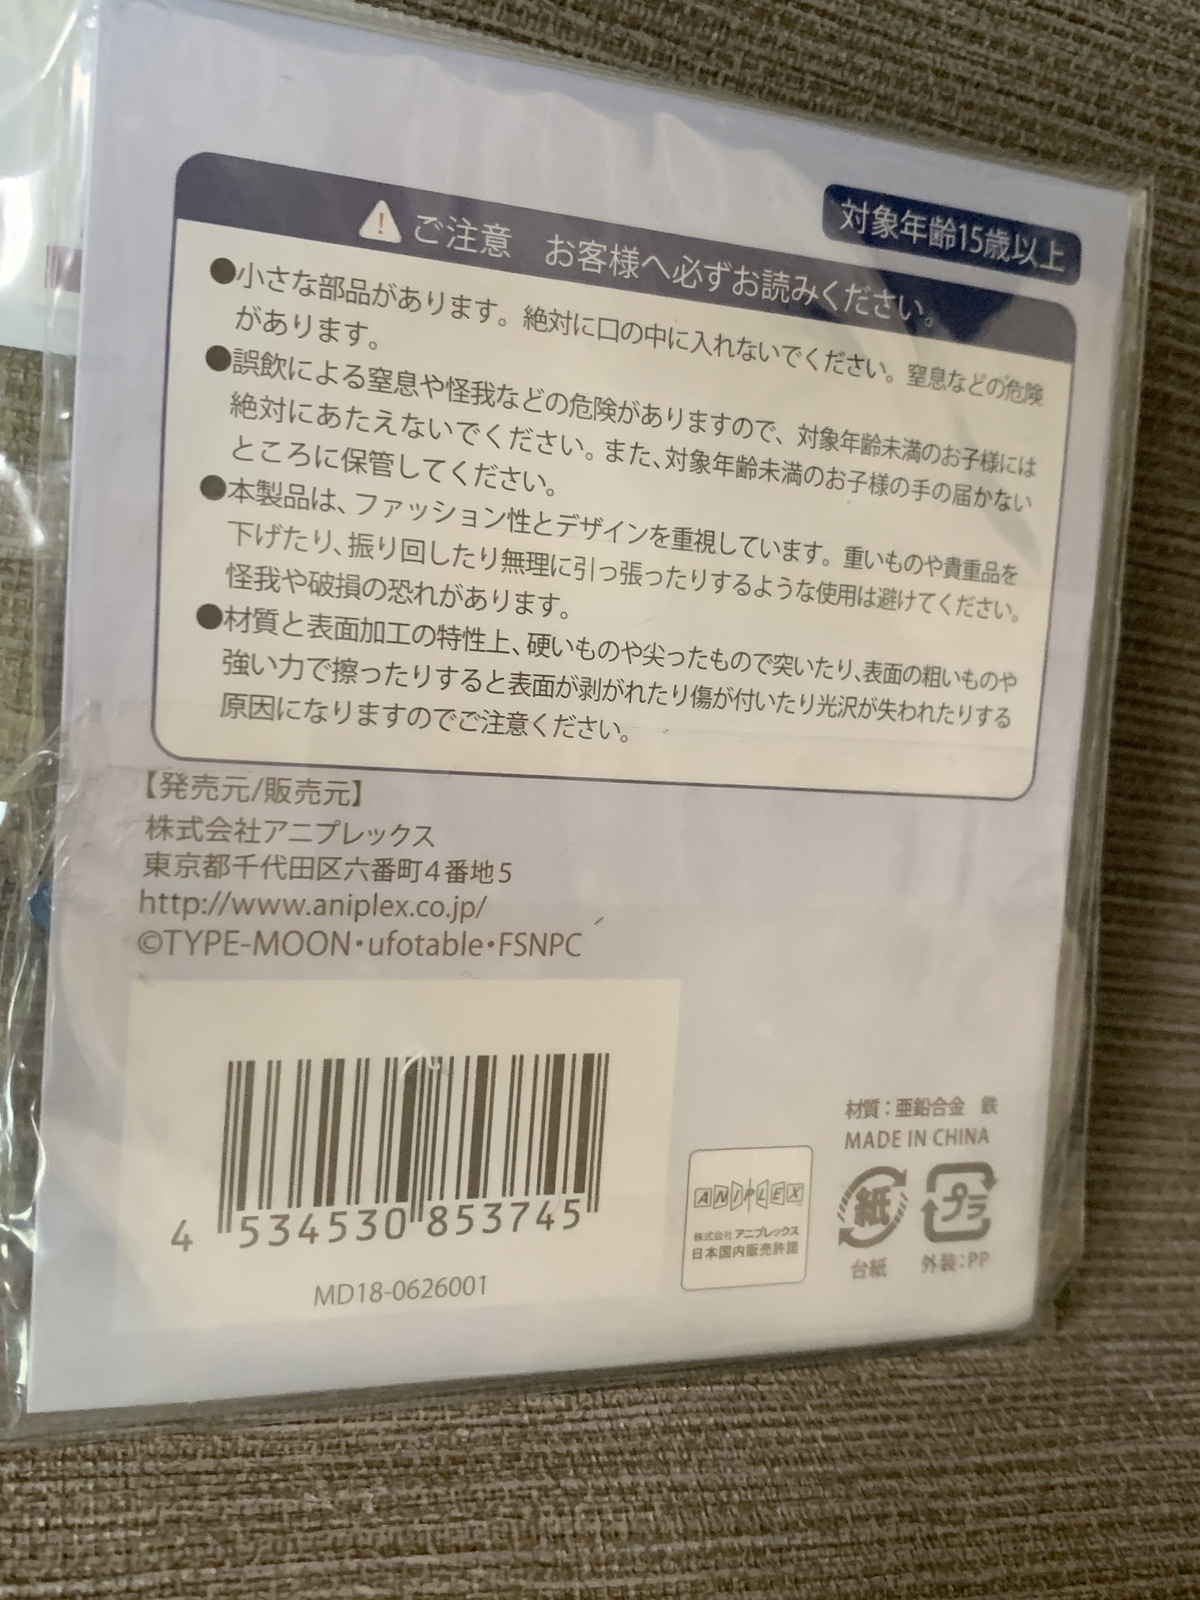 対象年齢15歳以上
ご注意　お客様へ必ずお読みください。
●小さな部品があります。絶対に口の中に入れないでください。窒息などの危険
があります。
●誤飲による窒息や怪我などの危険がありますので、対象年齢未満のお子様には
絶対にあたえないでください。また、対象年齢未満のお子様の手の届かない
ところに保管してください。
●本製品は、ファッション性とデザインを重視しています。重いものや貴重品を
下げたり、振り回したり無理に引っ張ったりするような使用は避けてください。
怪我や破損の恐れがあります。
●材質と表面加工の特性上、硬いものや尖ったもので突いたり、表面の粗いものや
強い力で擦ったりすると表面が剥がれたり傷が付いたり光沢が失われたりする
原因になりますのでご注意ください。
【発売元/販売元】
株式会社アニプレックス
東京都千代田区六番町4番地5
http://www.aniplex.co.jp/
©TYPE-MOON・ufotable・FSNPC
4 534530 853745
MD18-0626001
ANIPLEX
株式会社アニプレックス
日本国内販売許諾
材質：亜鉛合金　鉄
MADE IN CHINA
紙
台紙
プラ
外装：PP